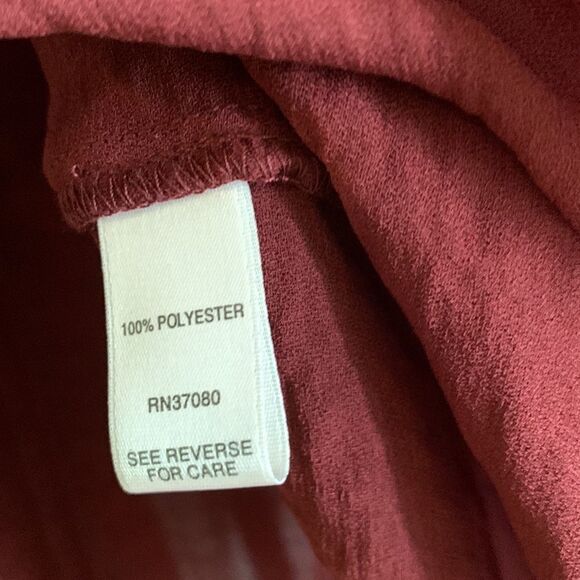 100% POLYESTER
RN37080
SEE REVERSE
FOR CARE